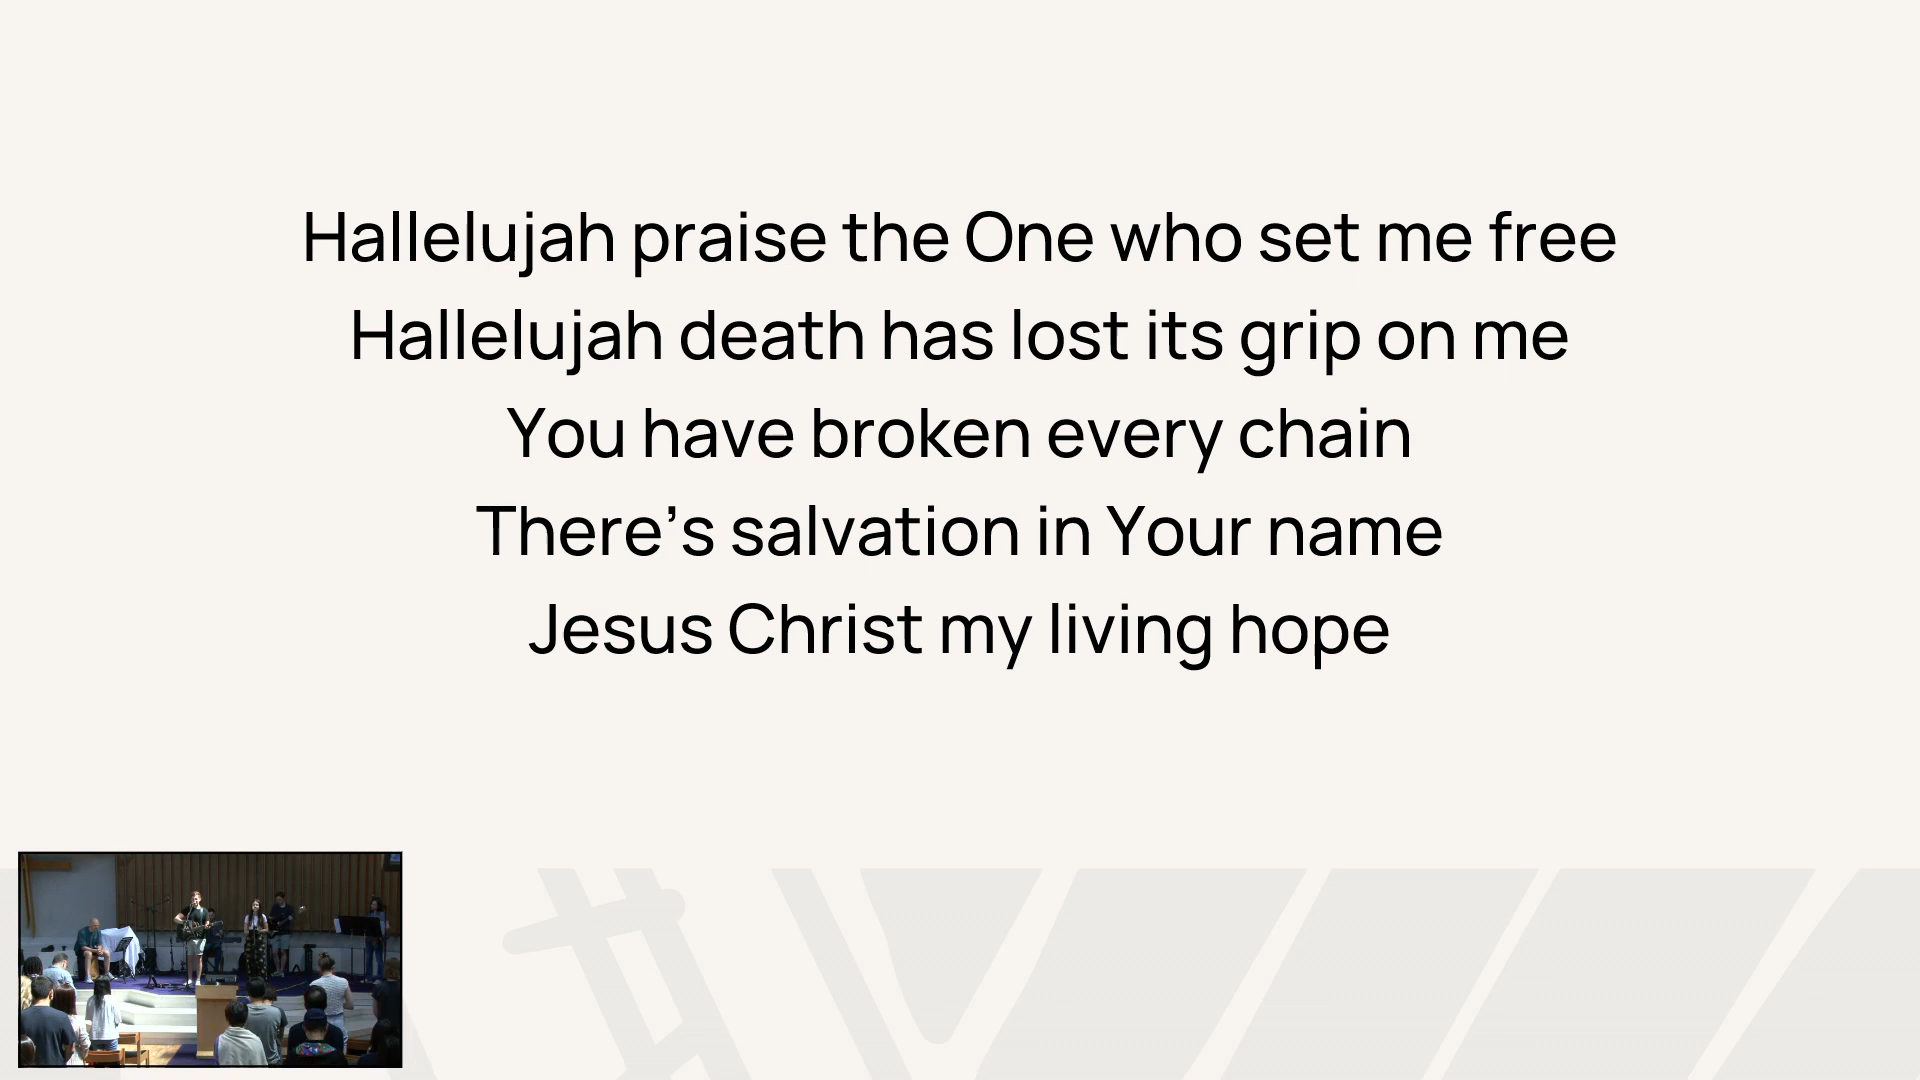 Hallelujah praise the One who set me free
Hallelujah death has lost its grip on me
You have broken every chain
There’s salvation in Your name
Jesus Christ my living hope